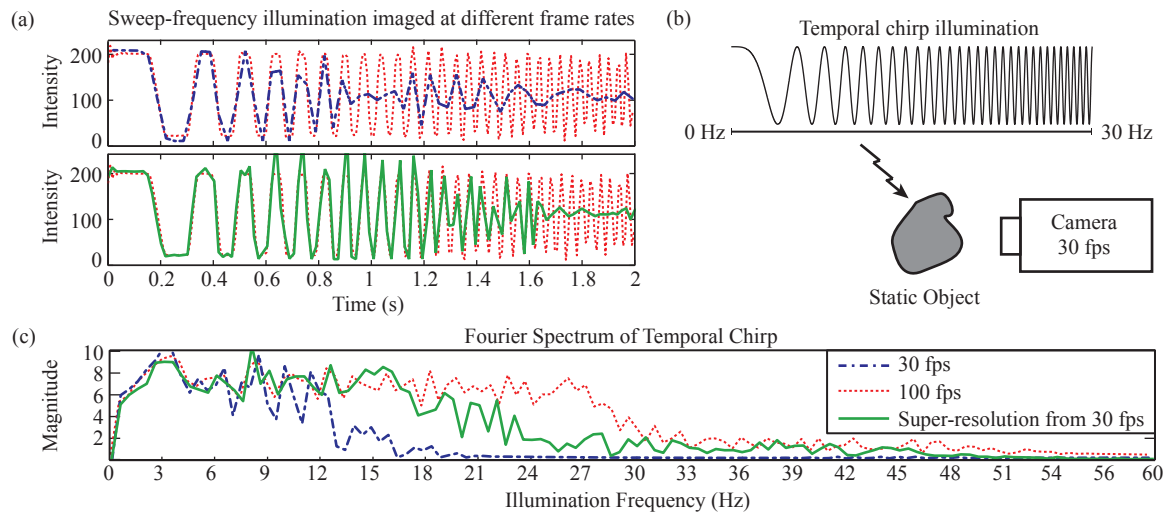 (a)
Sweep-frequency illumination imaged at different frame rates
Intensity
200
100
0
Intensity
200
100
0
0 0.2 0.4 0.6 0.8 1 1.2 1.4 1.6 1.8 2
Time (s)
(b)
Temporal chirp illumination
0 Hz 30 Hz
Camera
30 fps
Static Object
(c)
Fourier Spectrum of Temporal Chirp
Magnitude
10
8
6
4
2
30 fps
100 fps
Super-resolution from 30 fps
0 3 6 9 12 15 18 21 24 27 30 33 36 39 42 45 46 51 54 56 60
Illumination Frequency (Hz)